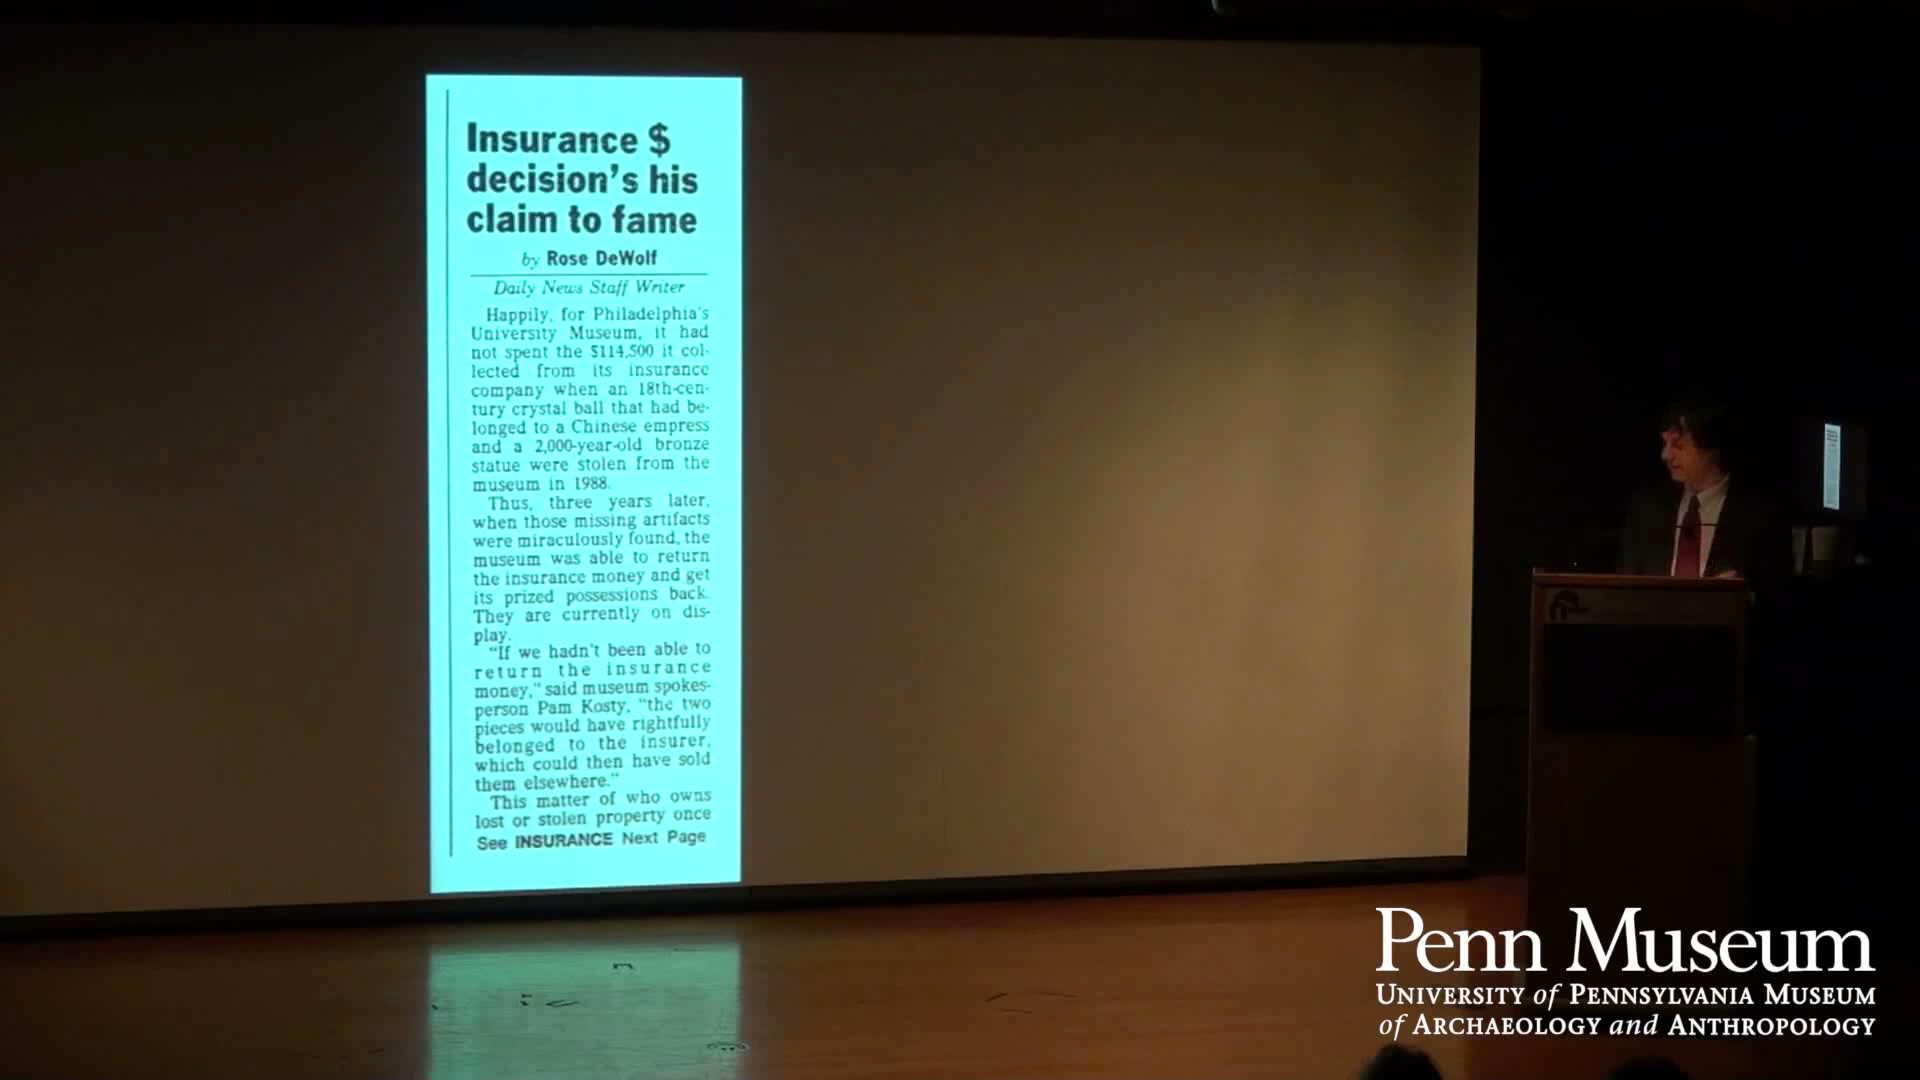 Insurance $
decision's his
claim to fame
by Rose DeWolf
Daily News Staff Writer
Happily, for Philadelphia's
University Museum, it had
not spent the $114,500 it col-
lected from its insurance
company when an 18th-cen-
tury crystal ball that had be-
longed to a Chinese empress
and a 2,000-year-old bronze
statue were stolen from the
museum in 1988.
Thus, three years later,
when those missing artifacts
were miraculously found, the
museum was able to return
the insurance money and get
its prized possessions back.
They are currently on dis-
play.
"If we hadn't been able to
return the insurance
money," said museum spokes-
person Pam Kosty, "the two
pieces would have rightfully
belonged to the insurer,
which could then have sold
them elsewhere."
This matter of who owns
lost or stolen property once
See INSURANCE Next Page
Penn Museum
UNIVERSITY of PENNSYLVANIA MUSEUM
of ARCHAEOLOGY and ANTHROPOLOGY